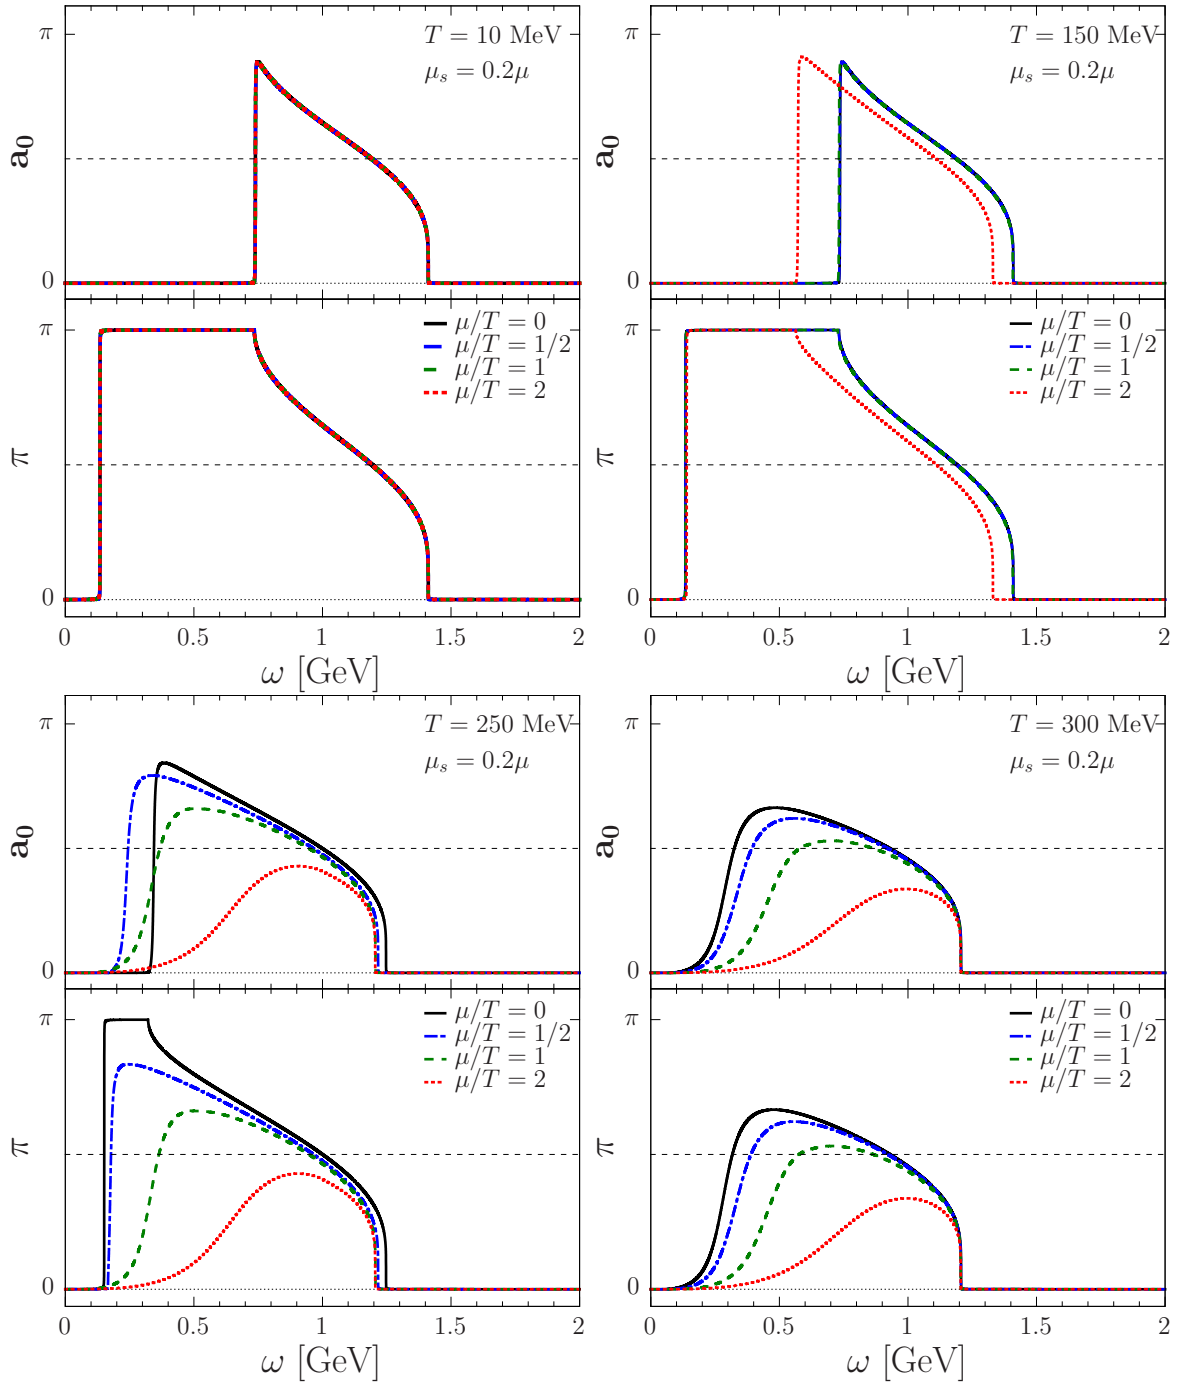 π
a₀
0
T = 10 MeV
μₛ = 0.2μ
π
π
0
μ/T = 0
μ/T = 1/2
μ/T = 1
μ/T = 2
0 0.5 1 1.5 2
ω [GeV]
π
a₀
0
T = 150 MeV
μₛ = 0.2μ
π
π
0
μ/T = 0
μ/T = 1/2
μ/T = 1
μ/T = 2
0 0.5 1 1.5 2
ω [GeV]
π
a₀
0
T = 250 MeV
μₛ = 0.2μ
π
π
0
μ/T = 0
μ/T = 1/2
μ/T = 1
μ/T = 2
0 0.5 1 1.5 2
ω [GeV]
π
a₀
0
T = 300 MeV
μₛ = 0.2μ
π
π
0
μ/T = 0
μ/T = 1/2
μ/T = 1
μ/T = 2
0 0.5 1 1.5 2
ω [GeV]